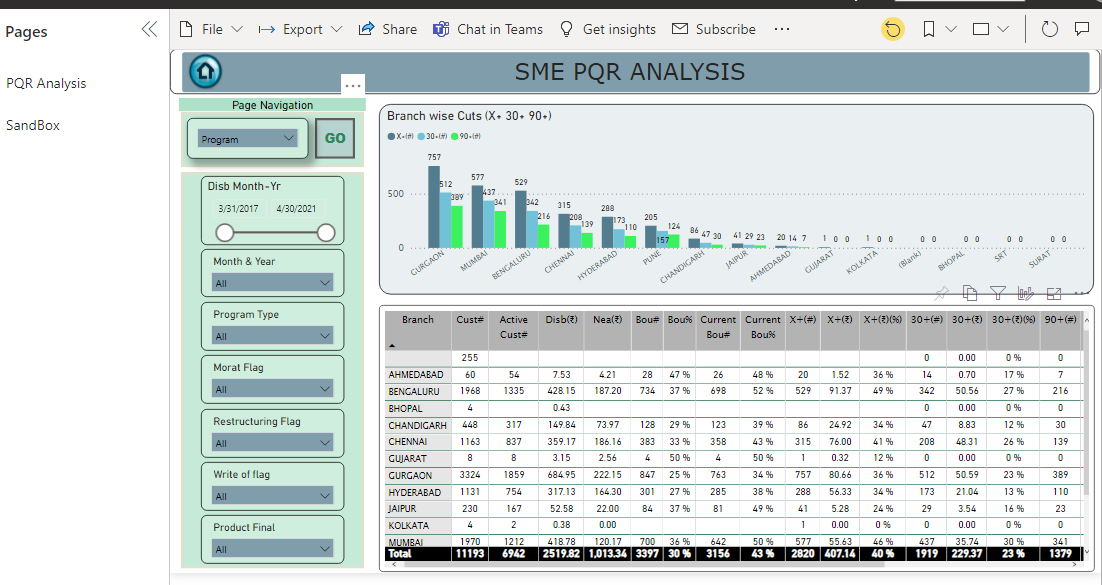 Pages
PQR Analysis
SandBox
File Export Share Chat in Teams Get insights Subscribe ...
SME PQR ANALYSIS
...
Page Navigation
Program GO
Disb Month-Yr
3/31/2017 4/30/2021
Month & Year
All
Program Type
All
Morat Flag
All
Restructuring Flag
All
Write of flag
All
Product Final
All
Branch wise Cuts (X+ 30+ 90+)
X+(#) 30+(#) 90+(#)
500
0
757 512 389
577 437 341
529 342 216
315 208 139
288 173 110
205 157 124
86 47 30
41 29 23
20 14 7
1 0 0
1 0 0
0 0
0 0
0 0
0 0
GURGAON MUMBAI BENGALURU CHENNAI HYDERABAD PUNE CHANDIGARH JAIPUR AHMEDABAD GUJARAT KOLKATA (Blank) BHOPAL SRT SURAT
Branch Cust# Active Cust# Disb(₹) Nea(₹) Bou# Bou% Current Bou# Current Bou% X+(#) X+(₹) X+(₹)(%) 30+(#) 30+(₹) 30+(₹)(%) 90+(#)
255 0 0.00 0 % 0
AHMEDABAD 60 54 7.53 4.21 28 47 % 26 48 % 20 1.52 36 % 14 0.70 17 % 7
BENGALURU 1968 1335 428.15 187.20 734 37 % 698 52 % 529 91.37 49 % 342 50.56 27 % 216
BHOPAL 4 0.43 0 0.00 0 % 0
CHANDIGARH 448 317 149.84 73.97 128 29 % 123 39 % 86 24.92 34 % 47 8.83 12 % 30
CHENNAI 1163 837 359.17 186.16 383 33 % 358 43 % 315 76.00 41 % 208 48.31 26 % 139
GUJARAT 8 8 3.15 2.56 4 50 % 4 50 % 1 0.32 12 % 0 0.00 0 % 0
GURGAON 3324 1859 684.95 222.15 847 25 % 763 34 % 757 80.66 36 % 512 50.59 23 % 389
HYDERABAD 1131 754 317.13 164.30 301 27 % 285 38 % 288 56.33 34 % 173 21.04 13 % 110
JAIPUR 230 167 52.58 22.00 84 37 % 81 49 % 41 5.28 24 % 29 3.54 16 % 23
KOLKATA 4 2 0.38 0.00 1 0.00 0 % 0 0.00 0 % 0
MUMBAI 1970 1212 418.78 120.17 700 36 % 642 50 % 577 55.63 46 % 437 35.74 30 % 341
Total 11193 6942 2519.82 1,013.34 3397 30 % 3156 43 % 2820 407.14 40 % 1919 229.37 23 % 1379